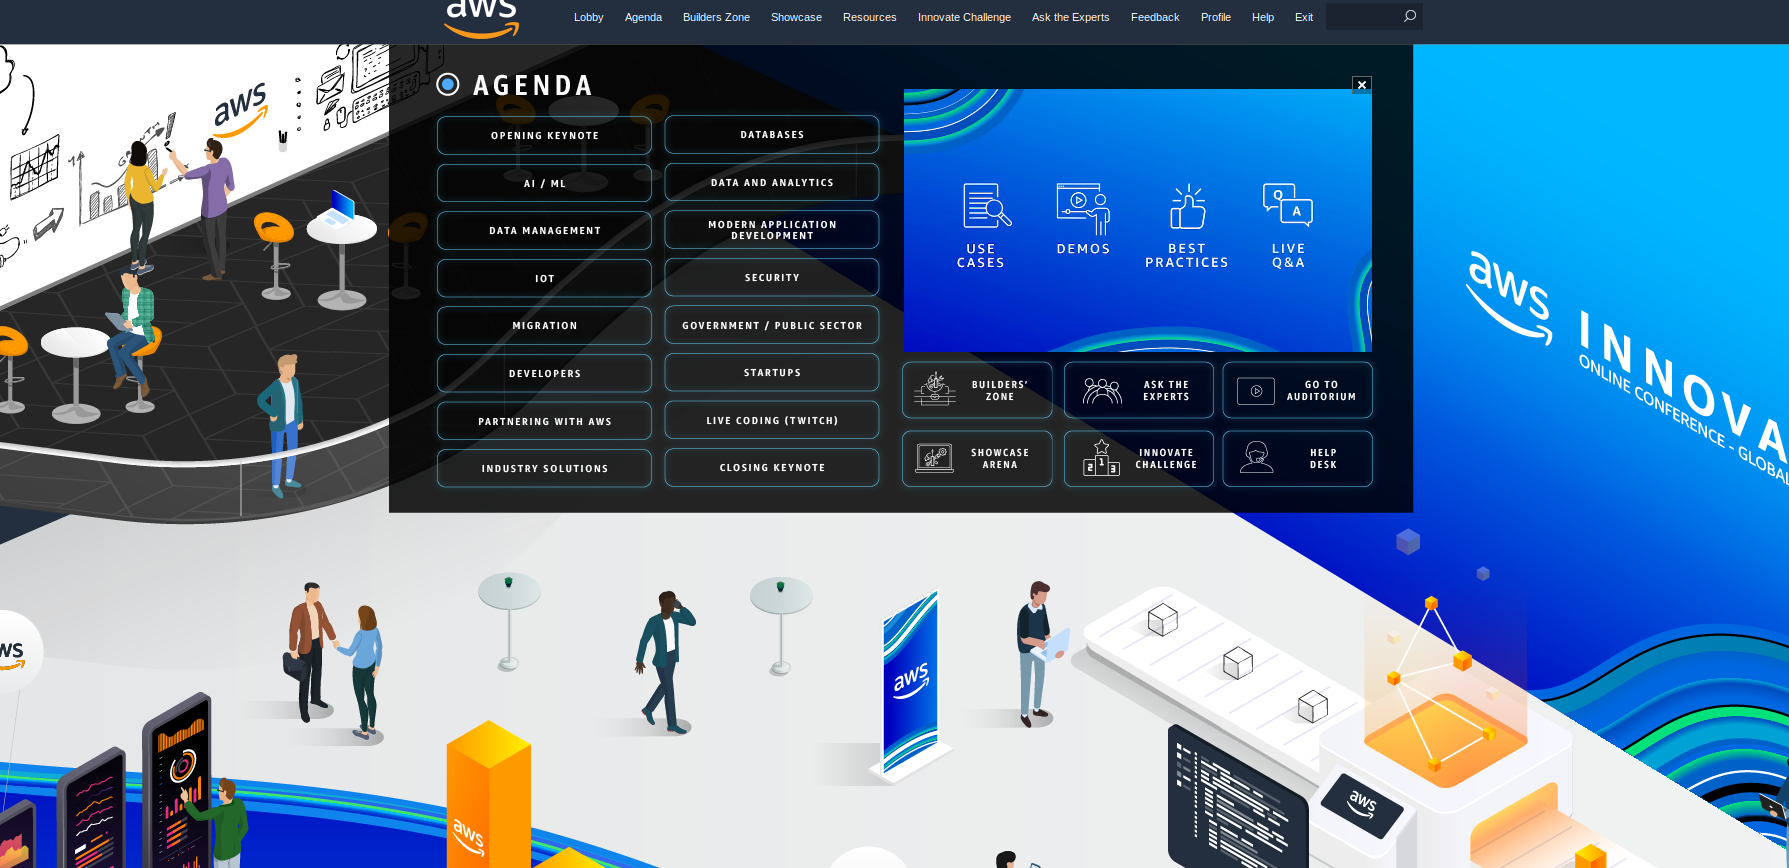 aws
Lobby
Agenda
Builders Zone
Showcase
Resources
Innovate Challenge
Ask the Experts
Feedback
Profile
Help
Exit
aws
AGENDA
OPENING KEYNOTE
DATABASES
AI / ML
DATA AND ANALYTICS
DATA MANAGEMENT
MODERN APPLICATION
DEVELOPMENT
IOT
SECURITY
MIGRATION
GOVERNMENT / PUBLIC SECTOR
DEVELOPERS
STARTUPS
PARTNERING WITH AWS
LIVE CODING (TWITCH)
INDUSTRY SOLUTIONS
CLOSING KEYNOTE
Q
A
USE
CASES
DEMOS
BEST
PRACTICES
LIVE
Q&A
BUILDERS'
ZONE
ASK THE
EXPERTS
GO TO
AUDITORIUM
SHOWCASE
ARENA
2 1 3
INNOVATE
CHALLENGE
HELP
DESK
aws
INNOVA
ONLINE CONFERENCE - GLOBAL
aws
aws
aws
aws